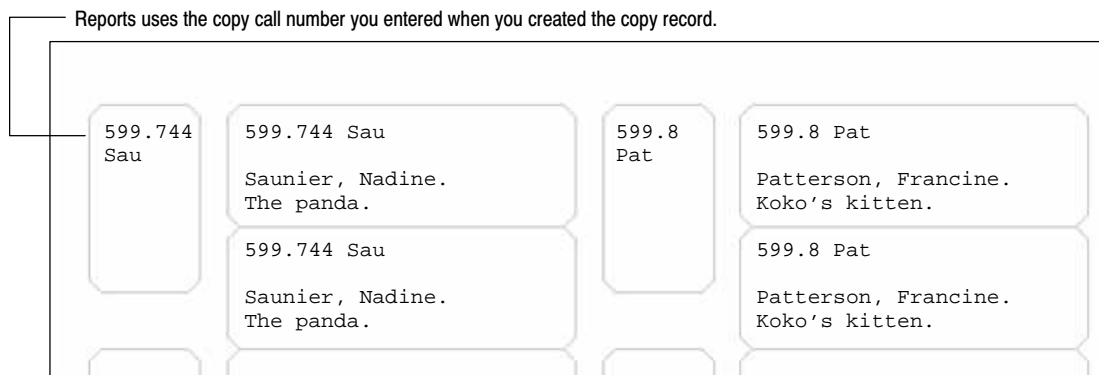 Reports uses the copy call number you entered when you created the copy record.
599.744
Sau
599.744 Sau
Saunier, Nadine.
The panda.
599.744 Sau
Saunier, Nadine.
The panda.
599.8
Pat
599.8 Pat
Patterson, Francine.
Koko's kitten.
599.8 Pat
Patterson, Francine.
Koko's kitten.